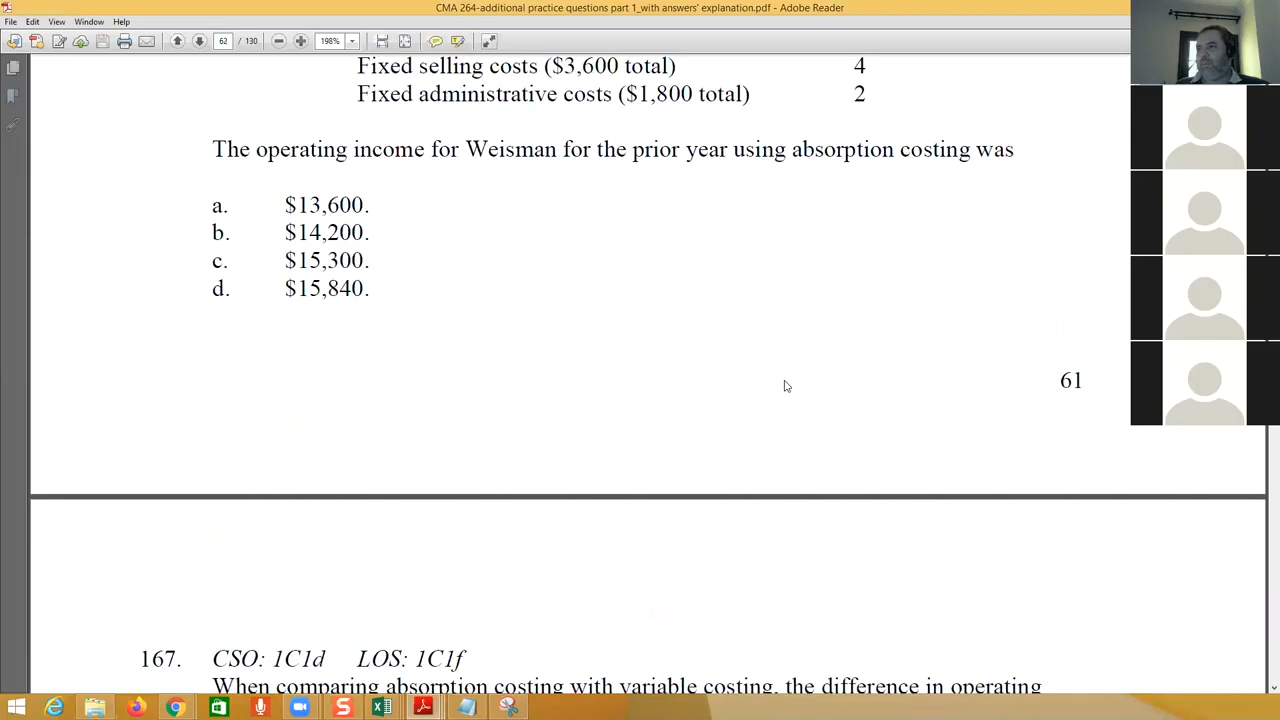 CMA 264-additional practice questions part 1_with answers' explanation.pdf - Adobe Reader
File Edit View Window Help
62 / 130 198%
Fixed selling costs ($3,600 total) 4
Fixed administrative costs ($1,800 total) 2
The operating income for Weisman for the prior year using absorption costing was
a. $13,600.
b. $14,200.
c. $15,300.
d. $15,840.
61
167. CSO: 1C1d LOS: 1C1f
When comparing absorption costing with variable costing, the difference in operating